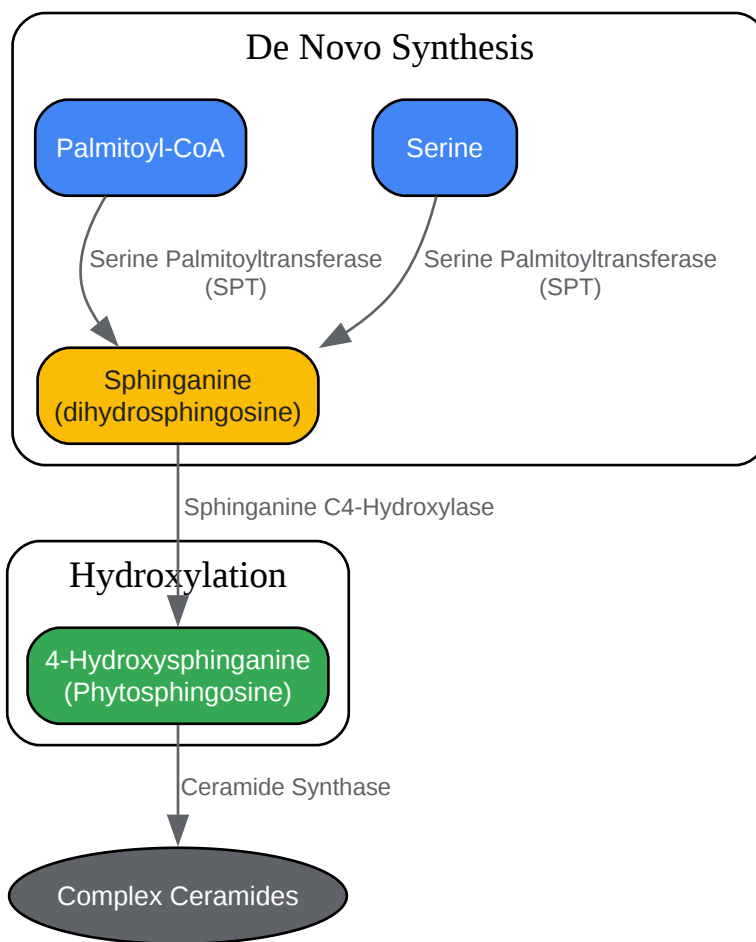 De Novo Synthesis
Palmitoyl-CoA
Serine
Serine Palmitoyltransferase
(SPT)
Serine Palmitoyltransferase
(SPT)
Sphinganine
(dihydrosphingosine)
Sphinganine C4-Hydroxylase
Hydroxylation
4-Hydroxysphinganine
(Phytosphingosine)
Ceramide Synthase
Complex Ceramides